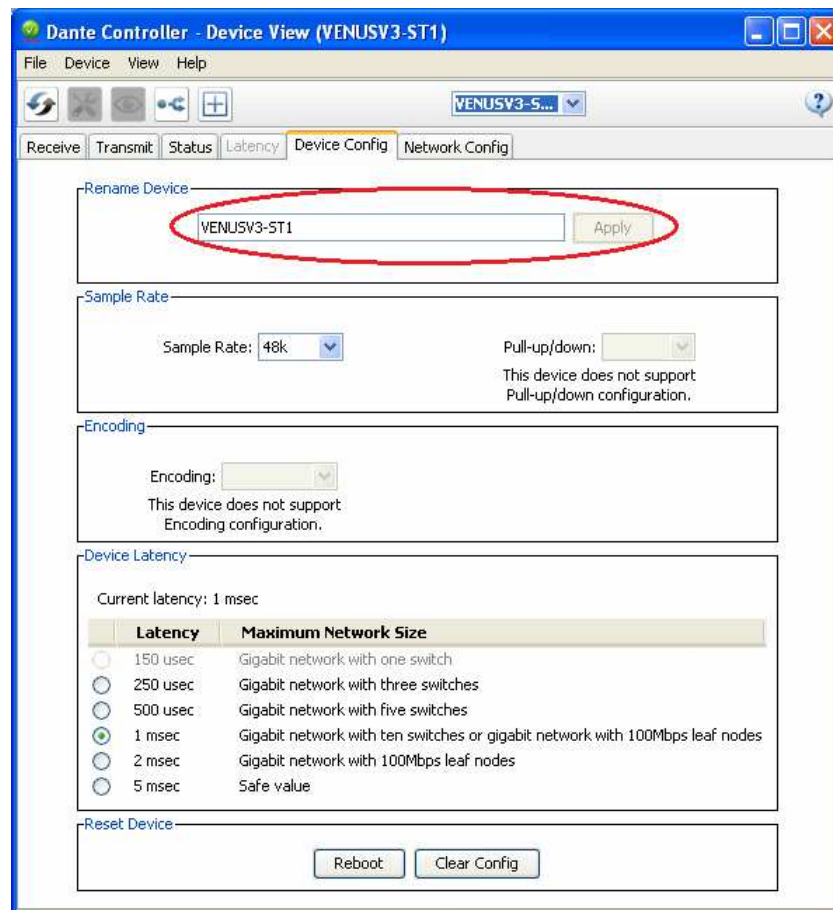 Dante Controller - Device View (VENUSV3-ST1)
File Device View Help
VENUSV3-S...
Receive Transmit Status Latency Device Config Network Config
Rename Device
VENUSV3-ST1 Apply
Sample Rate
Sample Rate: 48k Pull-up/down:
This device does not support
Pull-up/down configuration.
Encoding
Encoding:
This device does not support
Encoding configuration.
Device Latency
Current latency: 1 msec
Latency Maximum Network Size
150 usec Gigabit network with one switch
250 usec Gigabit network with three switches
500 usec Gigabit network with five switches
1 msec Gigabit network with ten switches or gigabit network with 100Mbps leaf nodes
2 msec Gigabit network with 100Mbps leaf nodes
5 msec Safe value
Reset Device
Reboot Clear Config